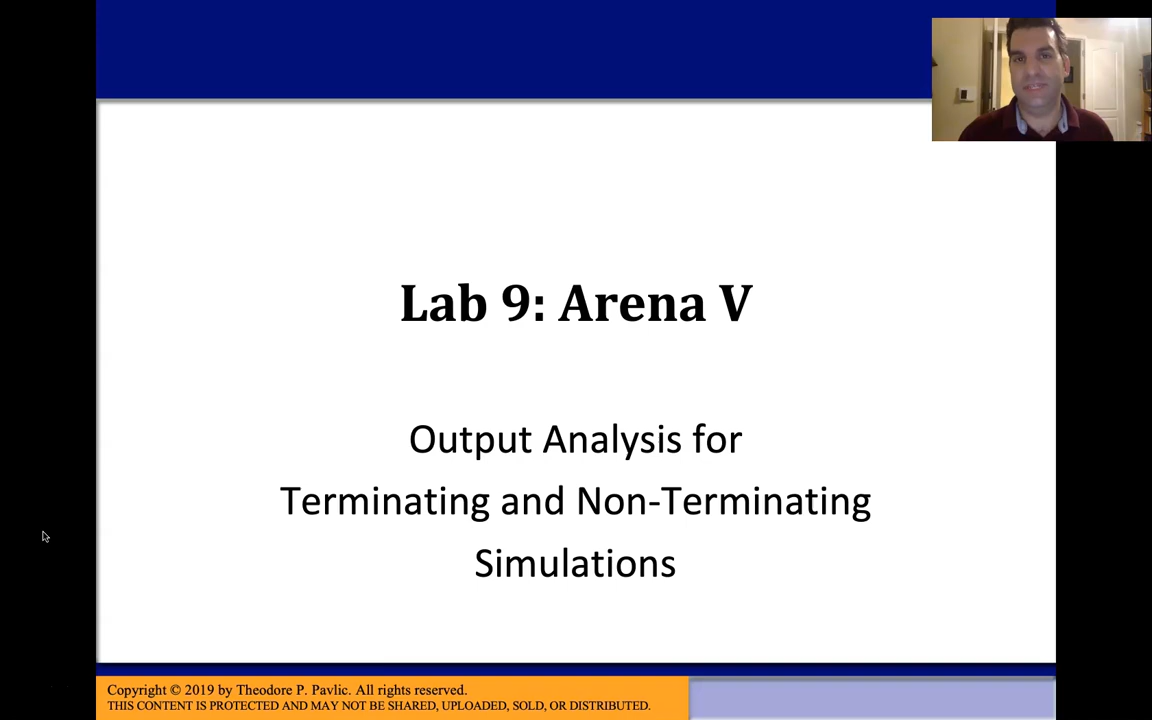 Lab 9: Arena V
Output Analysis for
Terminating and Non-Terminating
Simulations
Copyright © 2019 by Theodore P. Pavlic. All rights reserved.
THIS CONTENT IS PROTECTED AND MAY NOT BE SHARED, UPLOADED, SOLD, OR DISTRIBUTED.